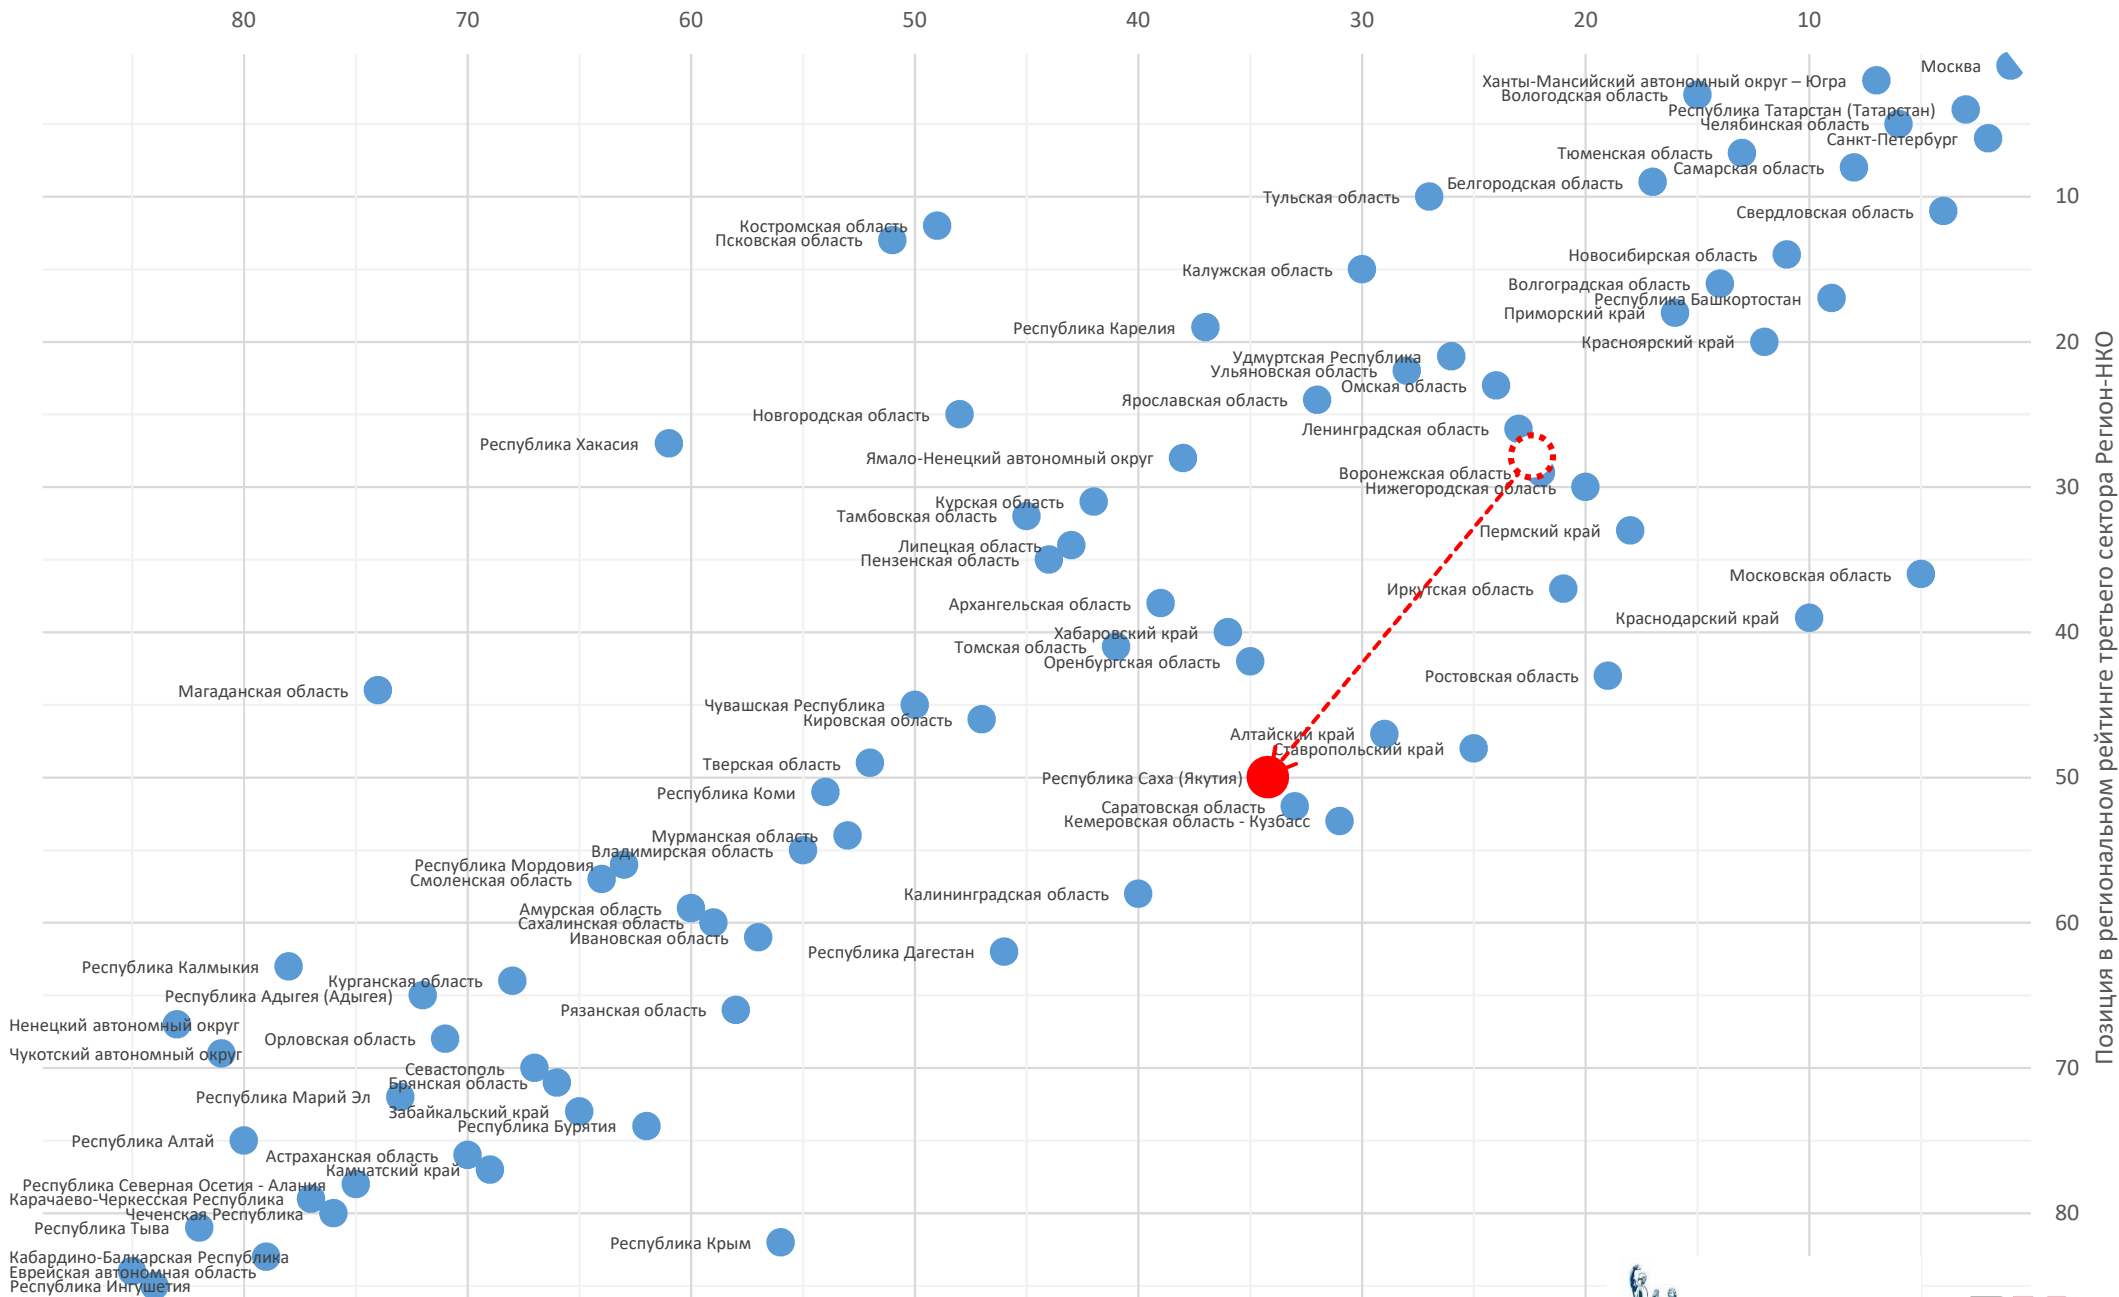 80 70 60 50 40 30 20 10
Москва
Ханты-Мансийский автономный округ – Югра
Вологодская область
Республика Татарстан (Татарстан)
Челябинская область
Санкт-Петербург
Тюменская область
Самарская область
Белгородская область
Тульская область
10
Свердловская область
Костромская область
Псковская область
Новосибирская область
Калужская область
Волгоградская область
Республика Башкортостан
Приморский край
Республика Карелия
Красноярский край
20
Удмуртская Республика
Ульяновская область
Омская область
Ярославская область
Новгородская область
Ленинградская область
Республика Хакасия
Ямало-Ненецкий автономный округ
Воронежская область
Нижегородская область
30
Курская область
Тамбовская область
Пермский край
Липецкая область
Пензенская область
Московская область
Иркутская область
Архангельская область
Краснодарский край
Хабаровский край
40
Томская область
Оренбургская область
Ростовская область
Магаданская область
Чувашская Республика
Кировская область
Алтайский край
Ставропольский край
Тверская область
Республика Саха (Якутия)
50
Республика Коми
Саратовская область
Кемеровская область - Кузбасс
Мурманская область
Владимирская область
Республика Мордовия
Смоленская область
Калининградская область
Амурская область
Сахалинская область
60
Ивановская область
Республика Дагестан
Республика Калмыкия
Курганская область
Республика Адыгея (Адыгея)
Рязанская область
Ненецкий автономный округ
Орловская область
Чукотский автономный округ
Севастополь
70
Брянская область
Республика Марий Эл
Забайкальский край
Республика Бурятия
Республика Алтай
Астраханская область
Камчатский край
Республика Северная Осетия - Алания
Карачаево-Черкесская Республика
Чеченская Республика
80
Республика Тыва
Республика Крым
Кабардино-Балкарская Республика
Еврейская автономная область
Республика Ингушетия
Позиция в региональном рейтинге третьего сектора Регион-НКО